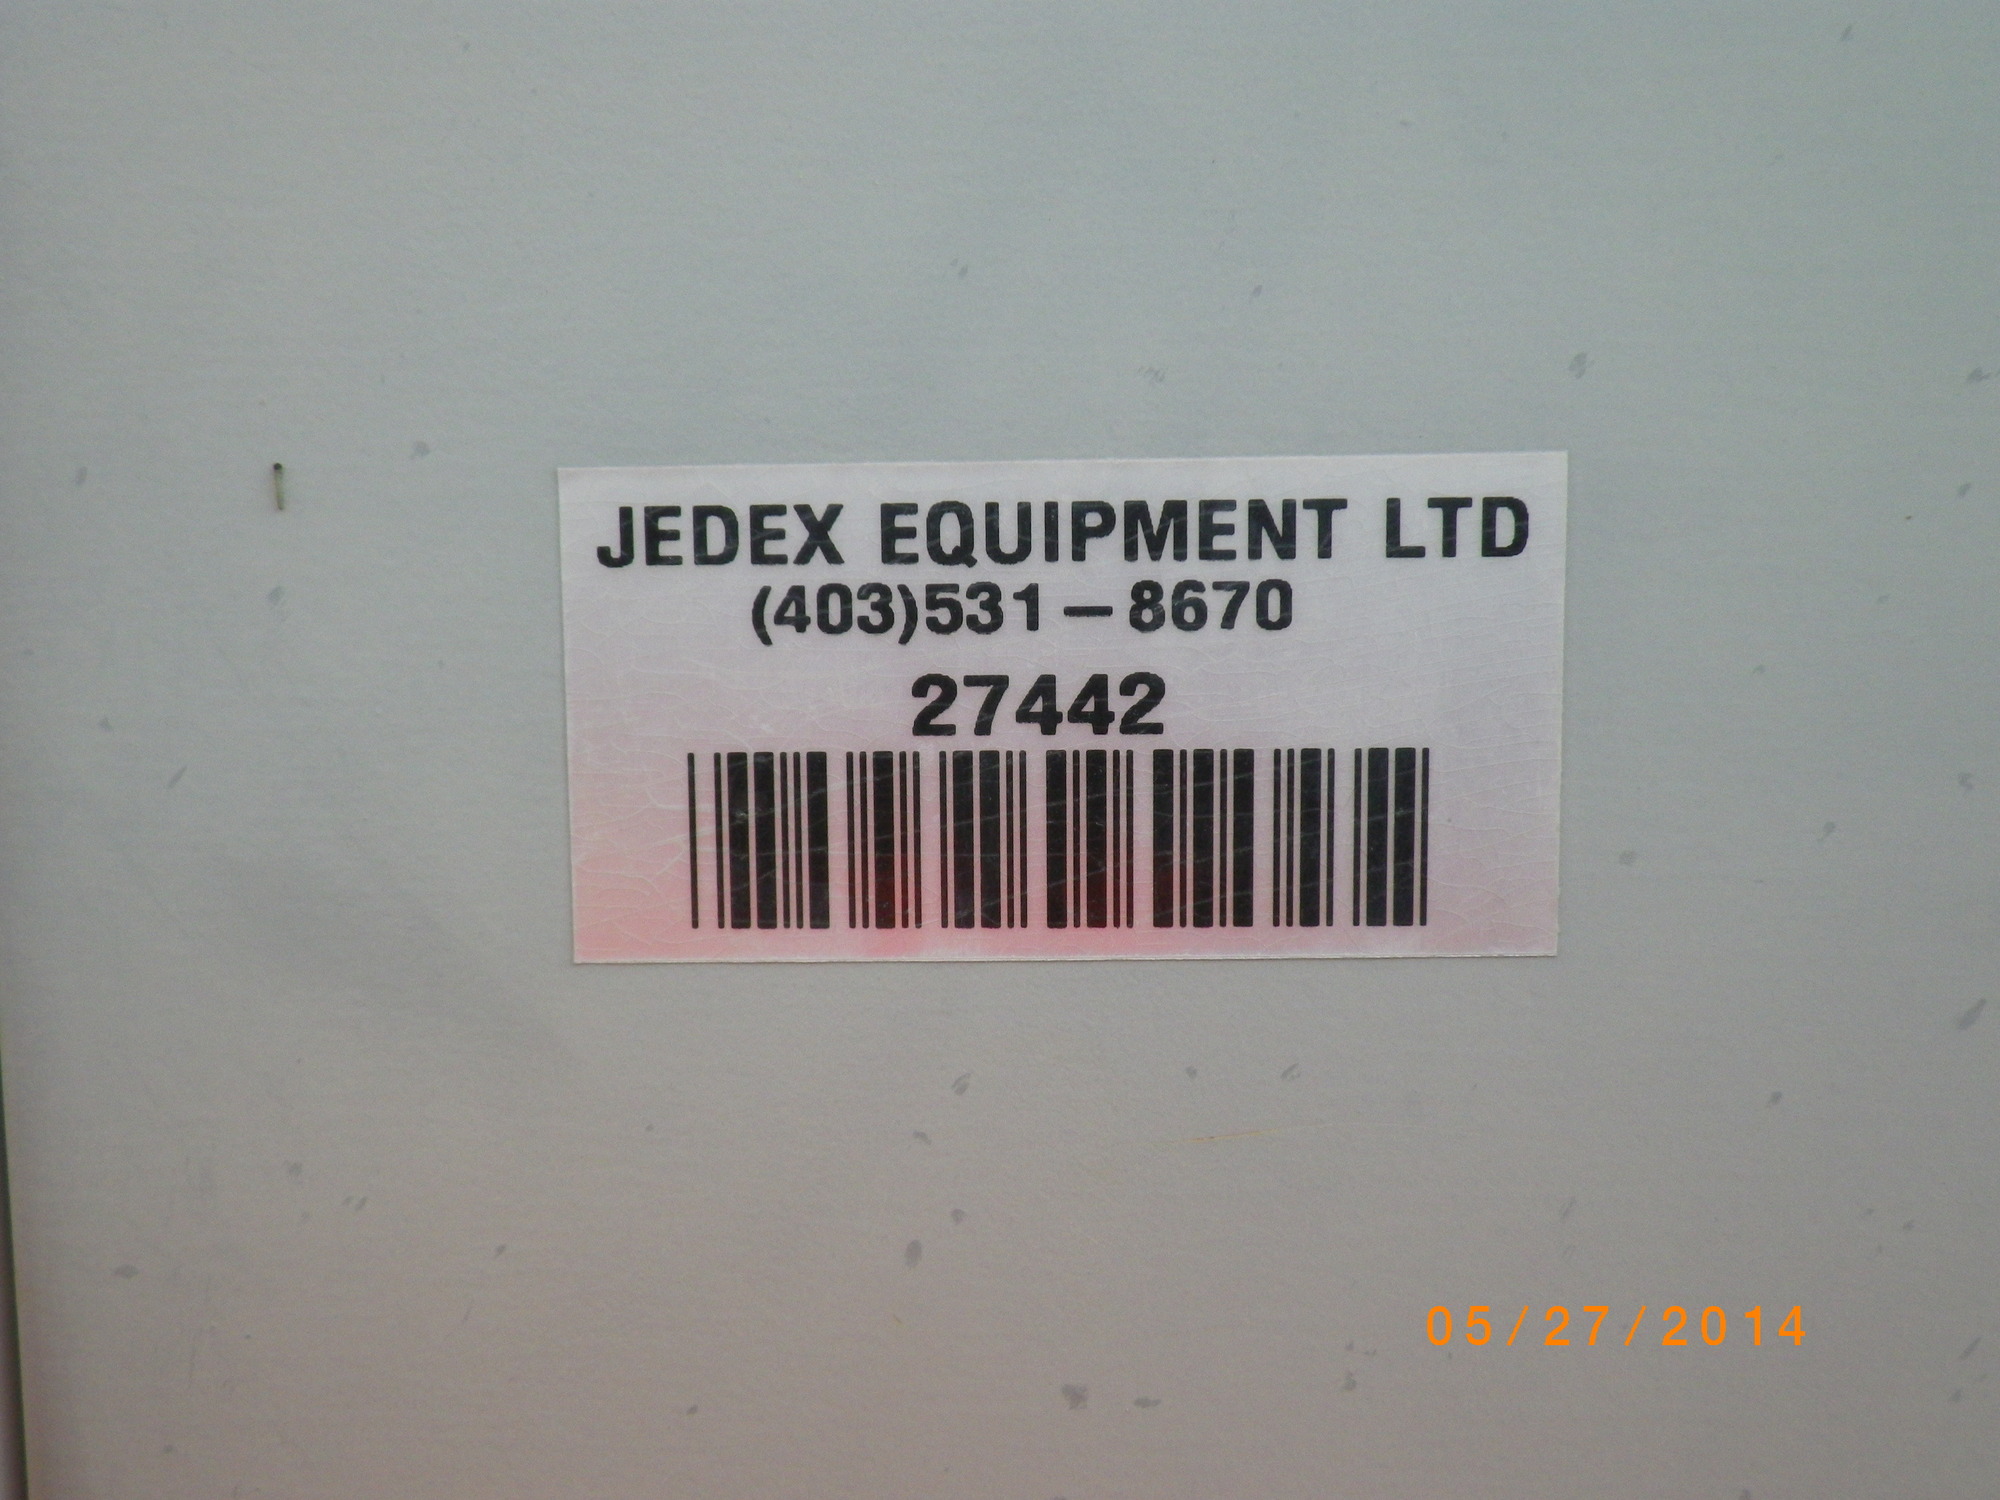 JEDEX EQUIPMENT LTD
(403)531-8670
27442
05/27/2014